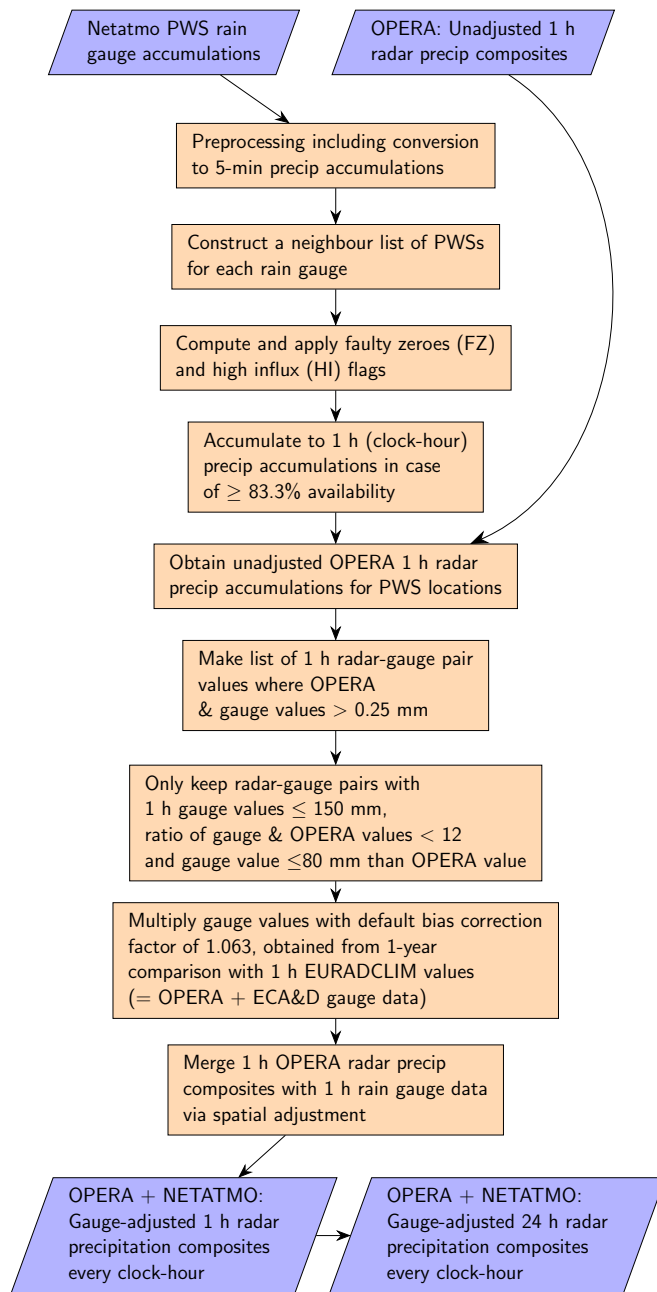 Netatmo PWS rain
gauge accumulations
OPERA: Unadjusted 1 h
radar precip composites
Preprocessing including conversion
to 5-min precip accumulations
Construct a neighbour list of PWSs
for each rain gauge
Compute and apply faulty zeroes (FZ)
and high influx (HI) flags
Accumulate to 1 h (clock-hour)
precip accumulations in case
of ≥ 83.3% availability
Obtain unadjusted OPERA 1 h radar
precip accumulations for PWS locations
Make list of 1 h radar-gauge pair
values where OPERA
& gauge values > 0.25 mm
Only keep radar-gauge pairs with
1 h gauge values ≤ 150 mm,
ratio of gauge & OPERA values < 12
and gauge value ≤80 mm than OPERA value
Multiply gauge values with default bias correction
factor of 1.063, obtained from 1-year
comparison with 1 h EURADCLIM values
(= OPERA + ECA&D gauge data)
Merge 1 h OPERA radar precip
composites with 1 h rain gauge data
via spatial adjustment
OPERA + NETATMO:
Gauge-adjusted 1 h radar
precipitation composites
every clock-hour
OPERA + NETATMO:
Gauge-adjusted 24 h radar
precipitation composites
every clock-hour